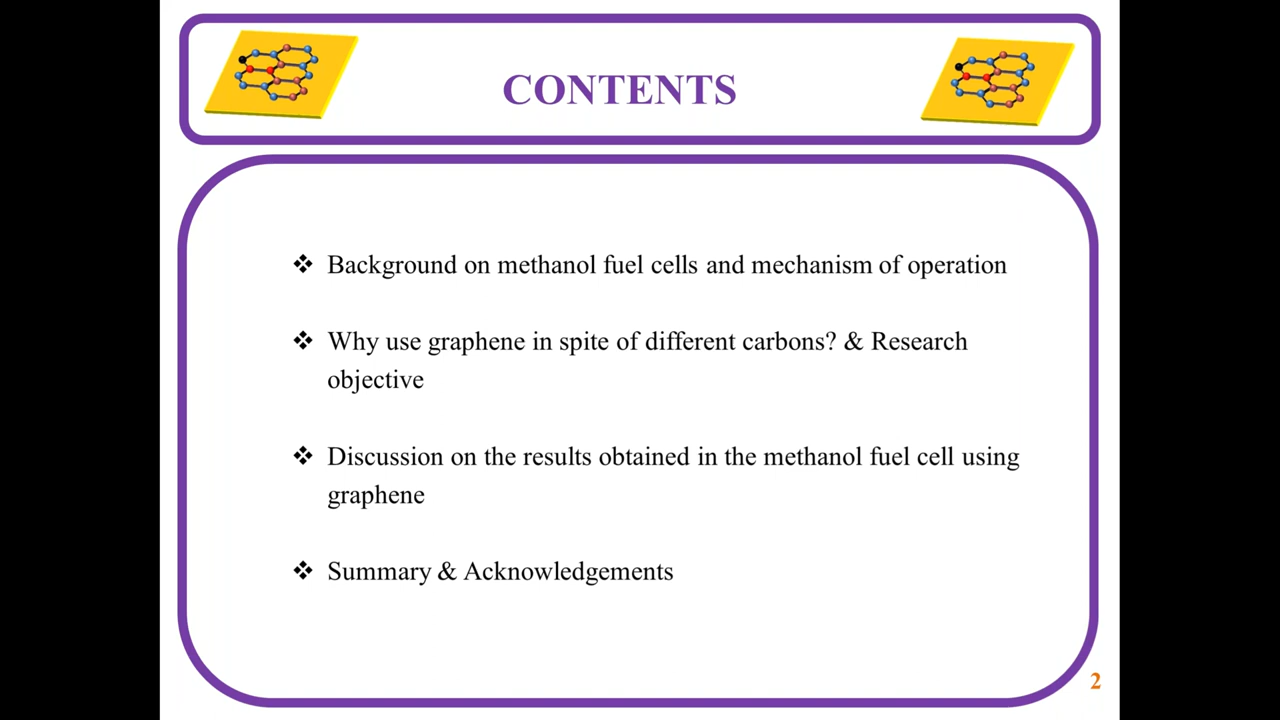 CONTENTS
❖ Background on methanol fuel cells and mechanism of operation
❖ Why use graphene in spite of different carbons? & Research
objective
❖ Discussion on the results obtained in the methanol fuel cell using
graphene
❖ Summary & Acknowledgements
2